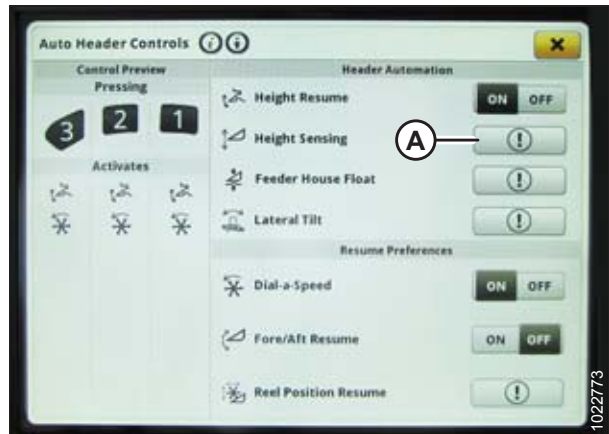 Auto Header Controls
Control Preview
Pressing
3 2 1
Activates
Header Automation
Height Resume ON OFF
Height Sensing A
Feeder House Float
Lateral Tilt
Resume Preferences
Dial-a-Speed ON OFF
Fore/Aft Resume ON OFF
Reel Position Resume
1022773